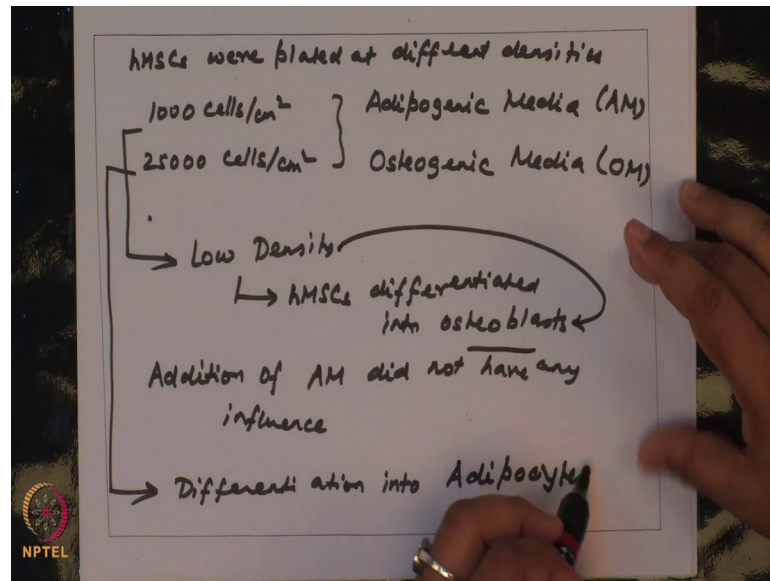 hMSCs were plated at different densities
1000 cells/cm² } Adipogenic Media (AM)
25000 cells/cm² Osteogenic Media (OM)
→ Low Density
↳ hMSCs differentiated
into osteoblasts
Addition of AM did not have any
influence
→ Differentiation into Adipocyte
NPTEL